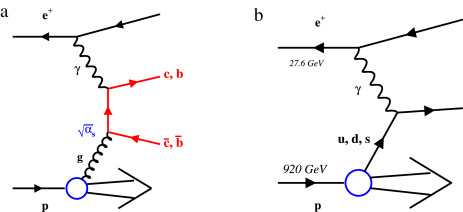 a
e+
γ
c, b
√αs
c̄, b̄
g
p
b
e+
27.6 GeV
γ
u, d, s
920 GeV
p